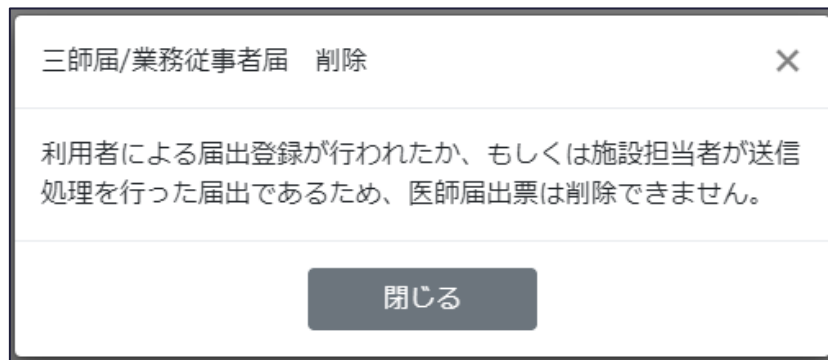 三師届/業務従事者届　削除
×
利用者による届出登録が行われたか、もしくは施設担当者が送信
処理を行った届出であるため、医師届出票は削除できません。
閉じる